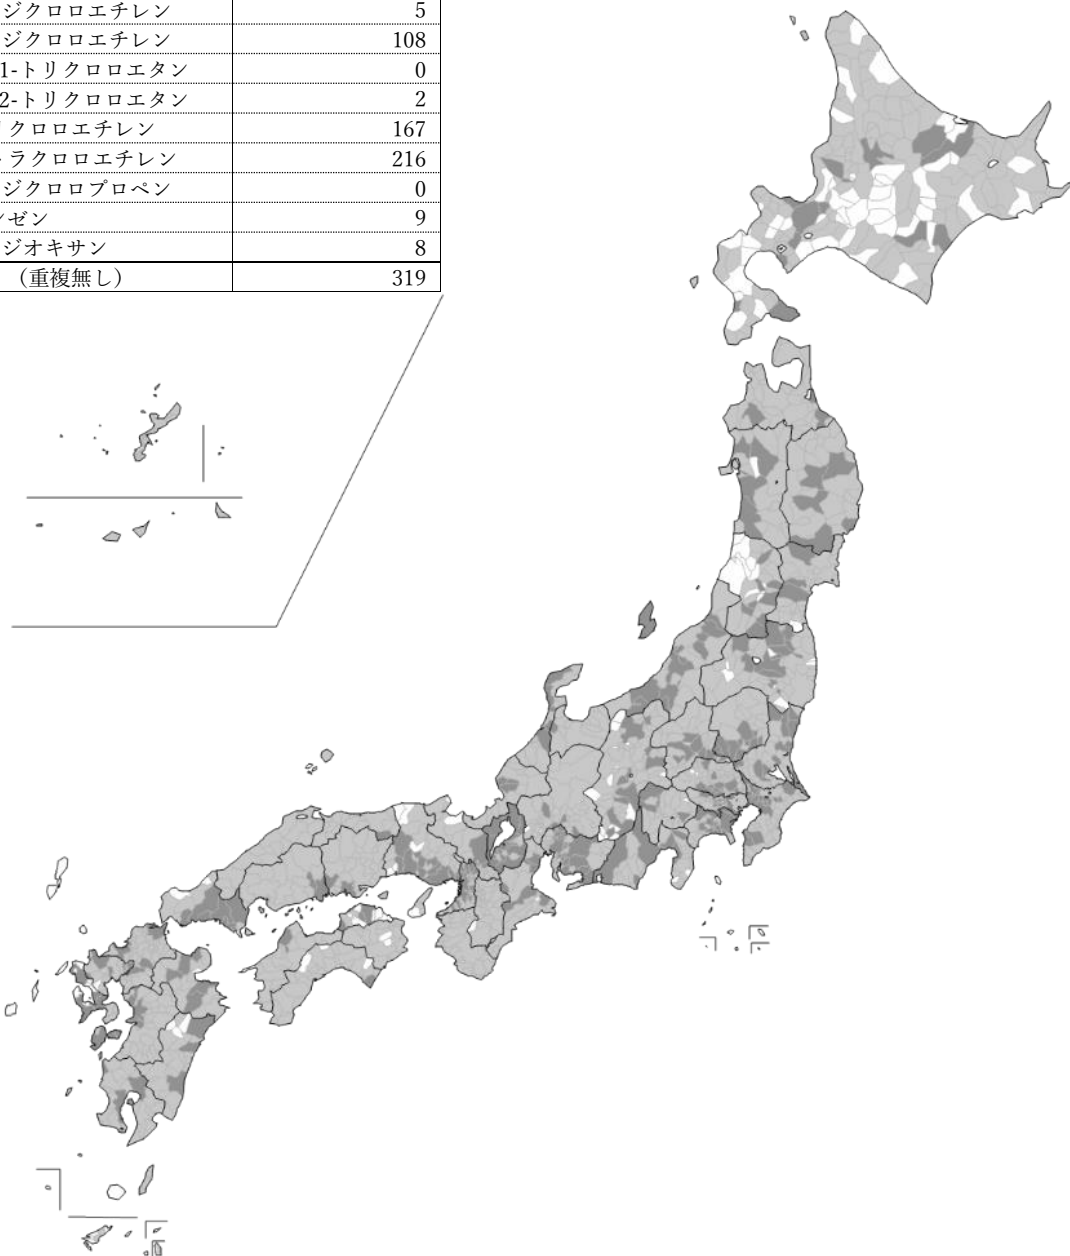 ジクロロエチレン 5
ジクロロエチレン 108
1-トリクロロエタン 0
2-トリクロロエタン 2
クロロエチレン 167
ラクロロエチレン 216
ジクロロプロペン 0
ゼン 9
ジオキサン 8
（重複無し） 319